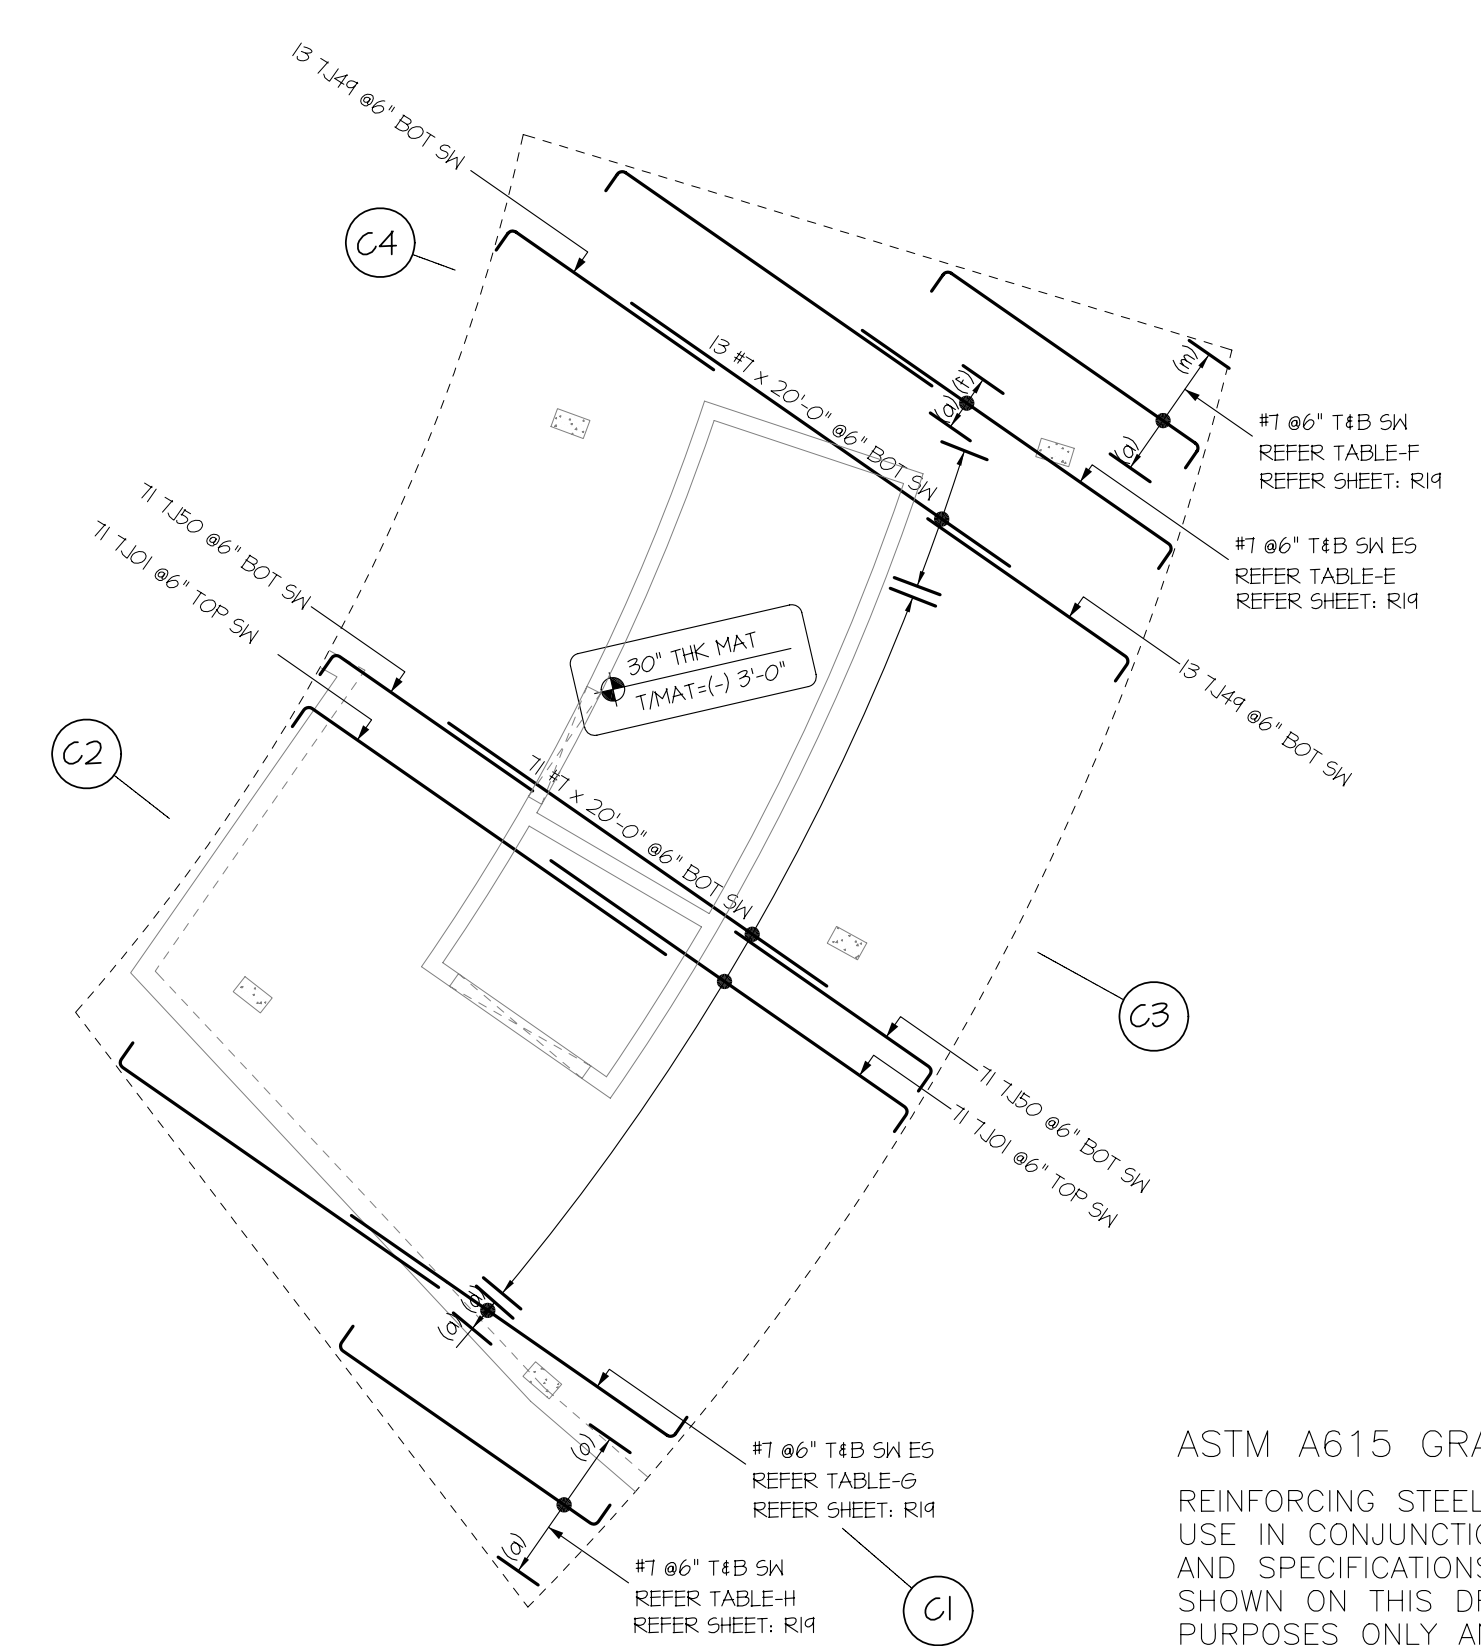 13 7J49 @6" BOT SW
C4
13 #7 x 20'-0" @6" BOT SW
(f)
(a)
(m)
(a)
#7 @6" T&B SW
REFER TABLE-F
REFER SHEET: R19
#7 @6" T&B SW ES
REFER TABLE-E
REFER SHEET: R19
71 7J50 @6" BOT SW
71 7J01 @6" TOP SW
30" THK MAT
T/MAT=(-) 3'-0"
13 7J49 @6" BOT SW
C2
71 #7 x 20'-0" @6" BOT SW
C3
71 7J50 @6" BOT SW
71 7J01 @6" TOP SW
(a)
(o)
(a)
#7 @6" T&B SW ES
REFER TABLE-G
REFER SHEET: R19
#7 @6" T&B SW
REFER TABLE-H
REFER SHEET: R19
C1
ASTM A615 GRA
REINFORCING STEEL
USE IN CONJUNCTIO
AND SPECIFICATIONS
SHOWN ON THIS DR
PURPOSES ONLY AN